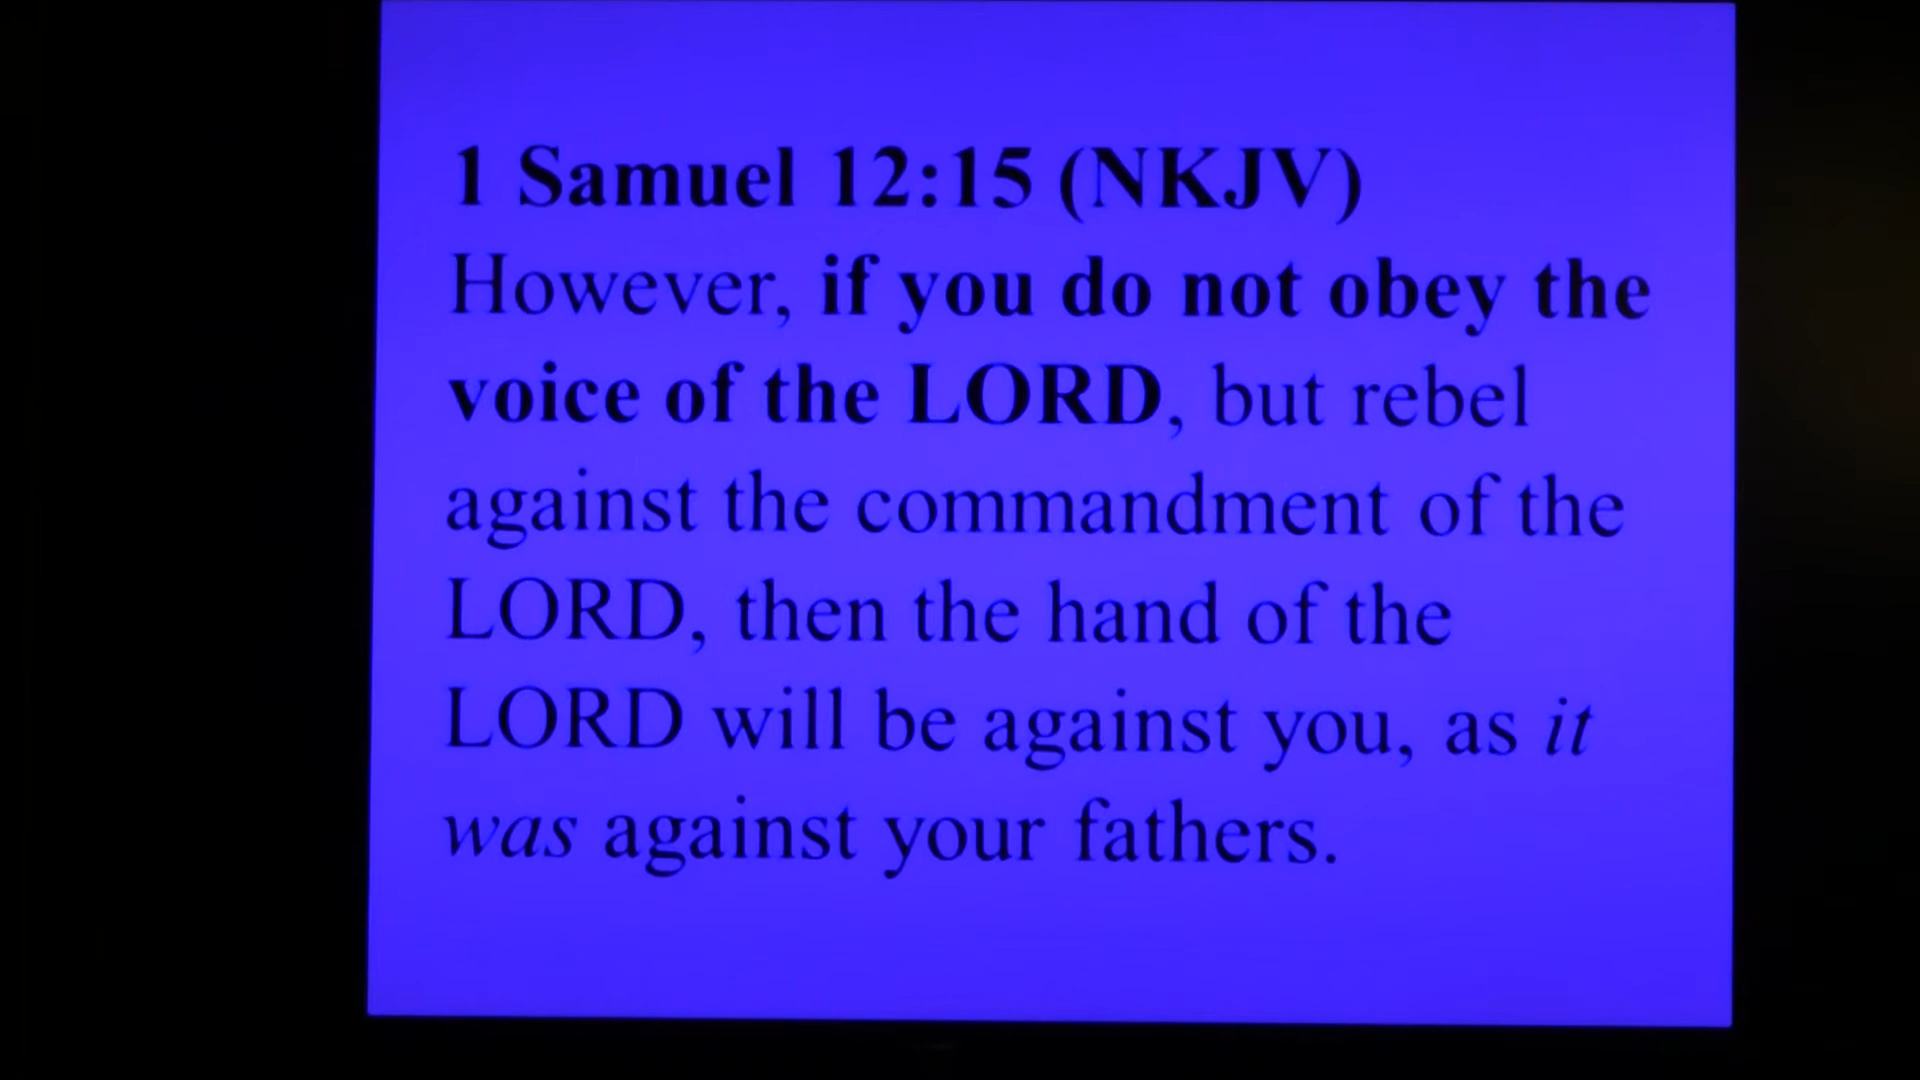 1 Samuel 12:15 (NKJV)
However, if you do not obey the
voice of the LORD, but rebel
against the commandment of the
LORD, then the hand of the
LORD will be against you, as it
was against your fathers.